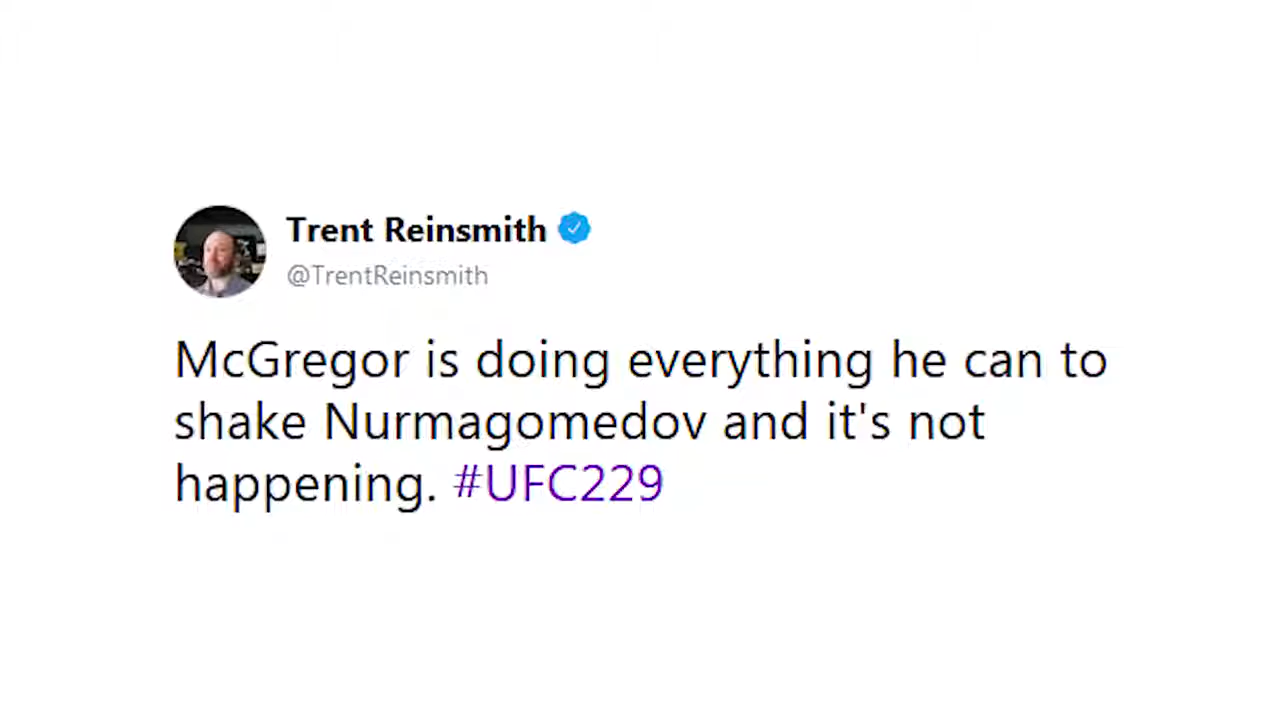 Trent Reinsmith
@TrentReinsmith
McGregor is doing everything he can to
shake Nurmagomedov and it's not
happening. #UFC229